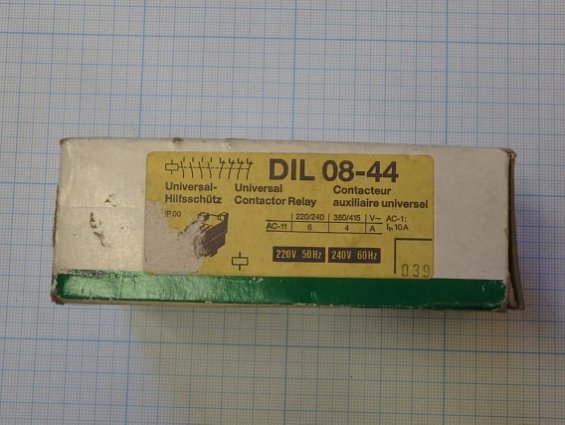 DIL 08-44
Universal- Universal Contacteur
Hilfsschütz Contactor Relay auxiliaire universel
IP 00
220/240 380/415 V~ AC-1:
AC-11 6 4 A I₂ 10A
220V 50Hz 240V 60Hz
039